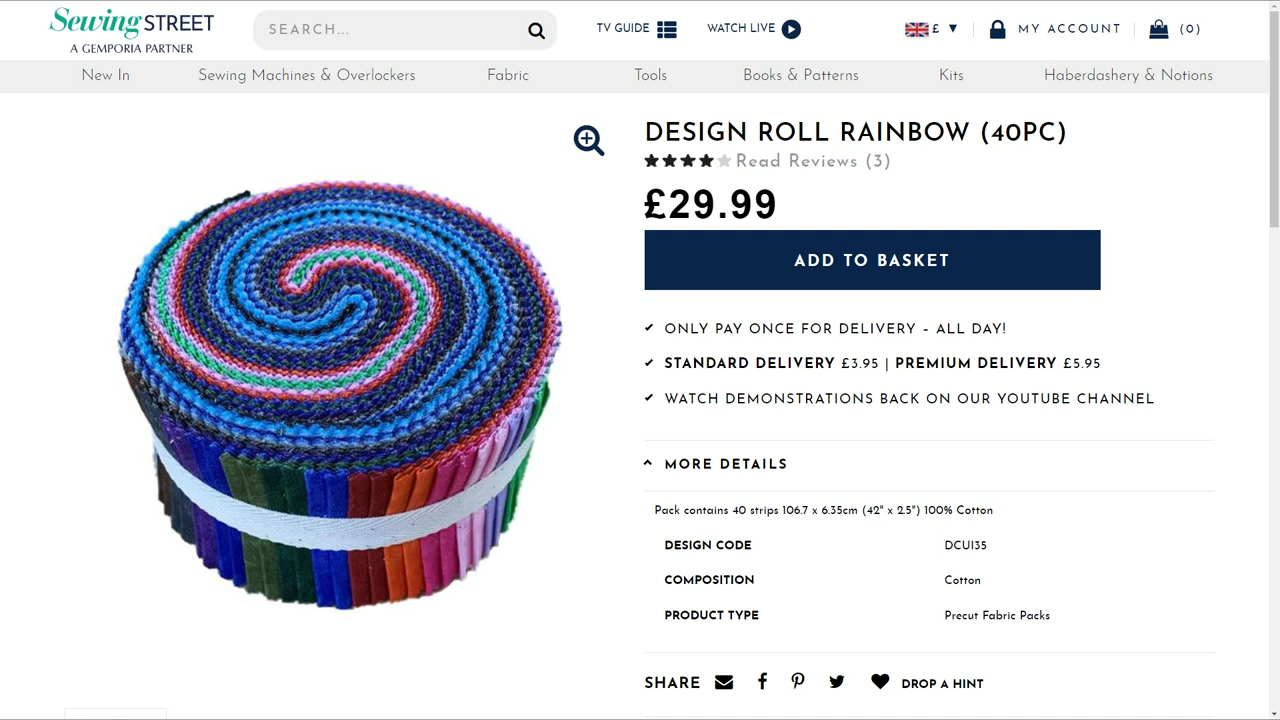 Sewing STREET
A GEMPORIA PARTNER
SEARCH...
TV GUIDE
WATCH LIVE
£ ▼
MY ACCOUNT
(0)
New In
Sewing Machines & Overlockers
Fabric
Tools
Books & Patterns
Kits
Haberdashery & Notions
DESIGN ROLL RAINBOW (40PC)
Read Reviews (3)
£29.99
ADD TO BASKET
ONLY PAY ONCE FOR DELIVERY – ALL DAY!
STANDARD DELIVERY £3.95 | PREMIUM DELIVERY £5.95
WATCH DEMONSTRATIONS BACK ON OUR YOUTUBE CHANNEL
MORE DETAILS
Pack contains 40 strips 106.7 x 6.35cm (42" x 2.5") 100% Cotton
DESIGN CODE DCUI35
COMPOSITION Cotton
PRODUCT TYPE Precut Fabric Packs
SHARE
DROP A HINT